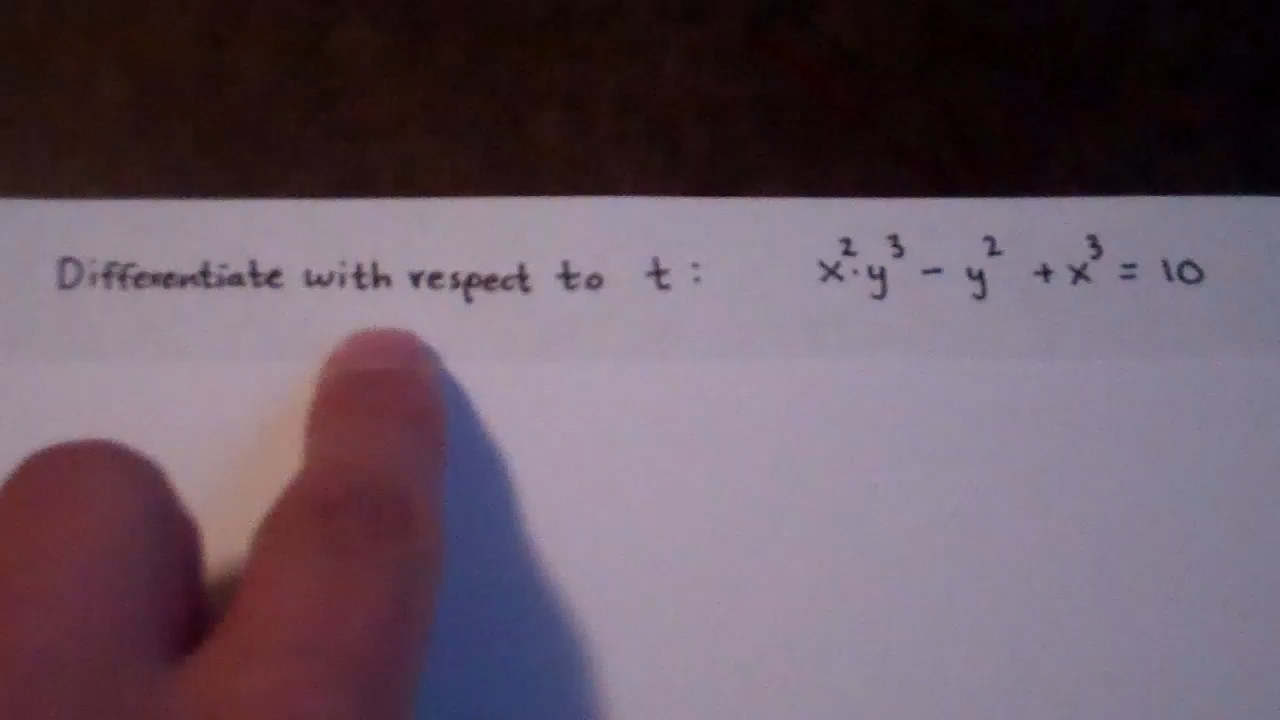 Differentiate with respect to t: x²·y³ - y² + x³ = 10